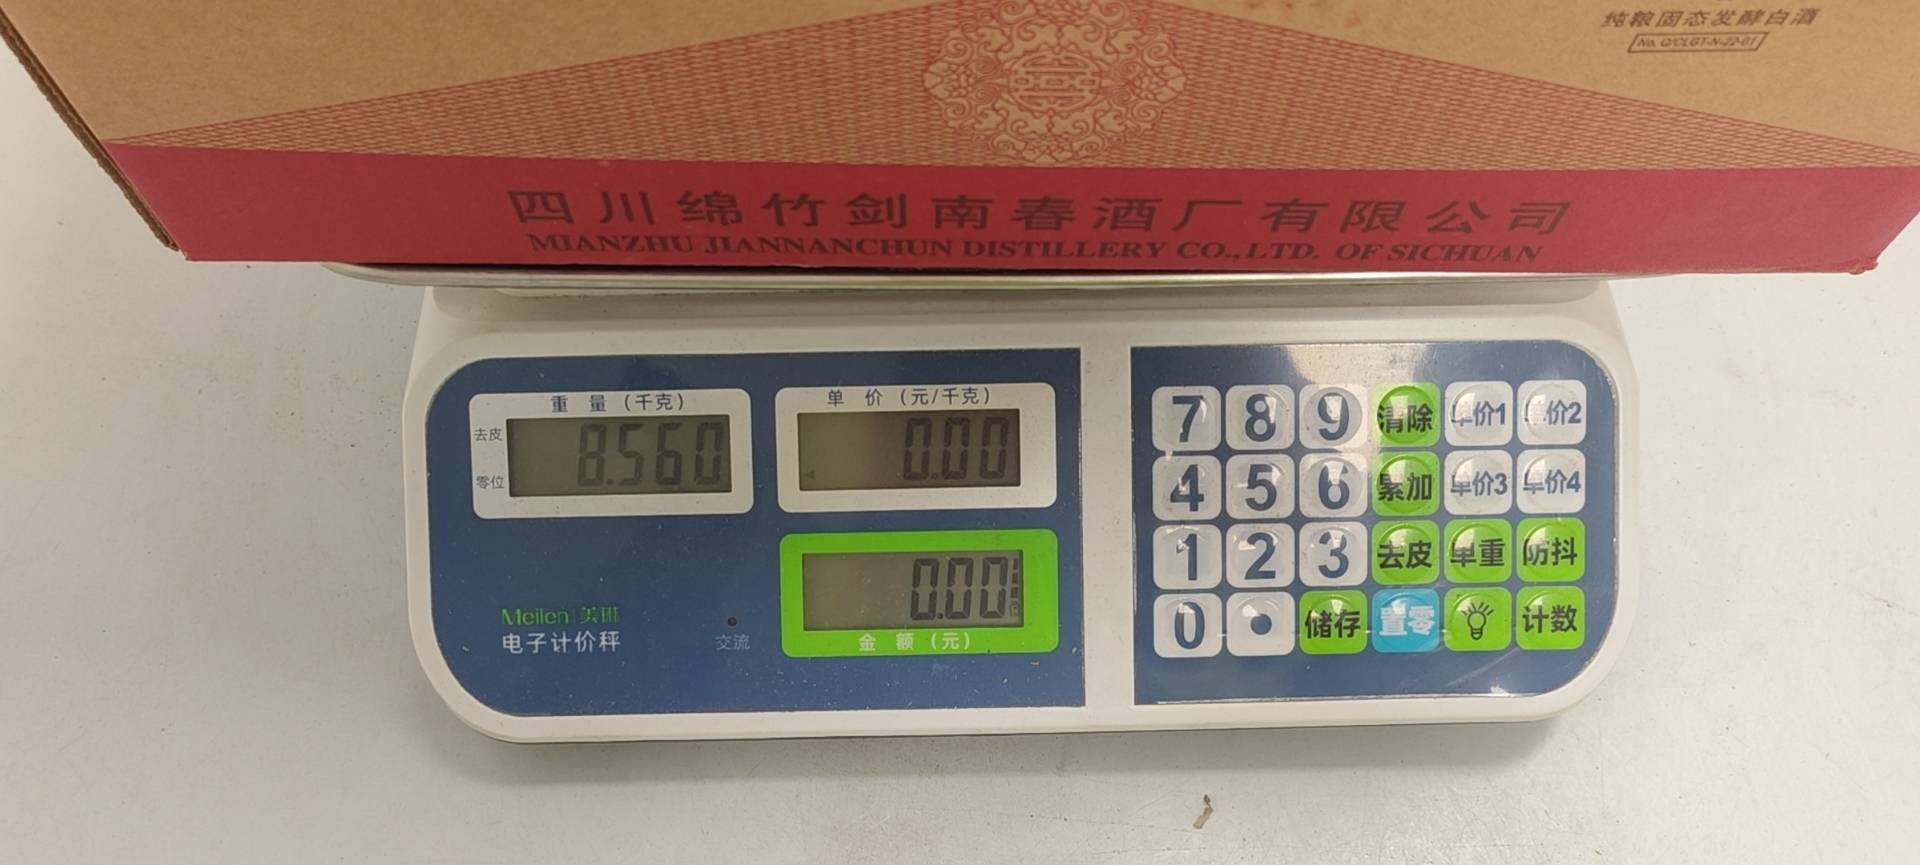 纯粮固态发酵白酒
No. Q/CLGT-N-22-01
四川绵竹剑南春酒厂有限公司
MIANZHU JIANNANCHUN DISTILLERY CO.,LTD. OF SICHUAN
重量(千克)
去皮
零位
8.560
单价(元/千克)
0.00
0.00
金额(元)
Meilen|美琳
电子计价秤
交流
7 8 9 清除 单价1 单价2
4 5 6 累加 单价3 单价4
1 2 3 去皮 单重 防抖
0 . 储存 置零 计数